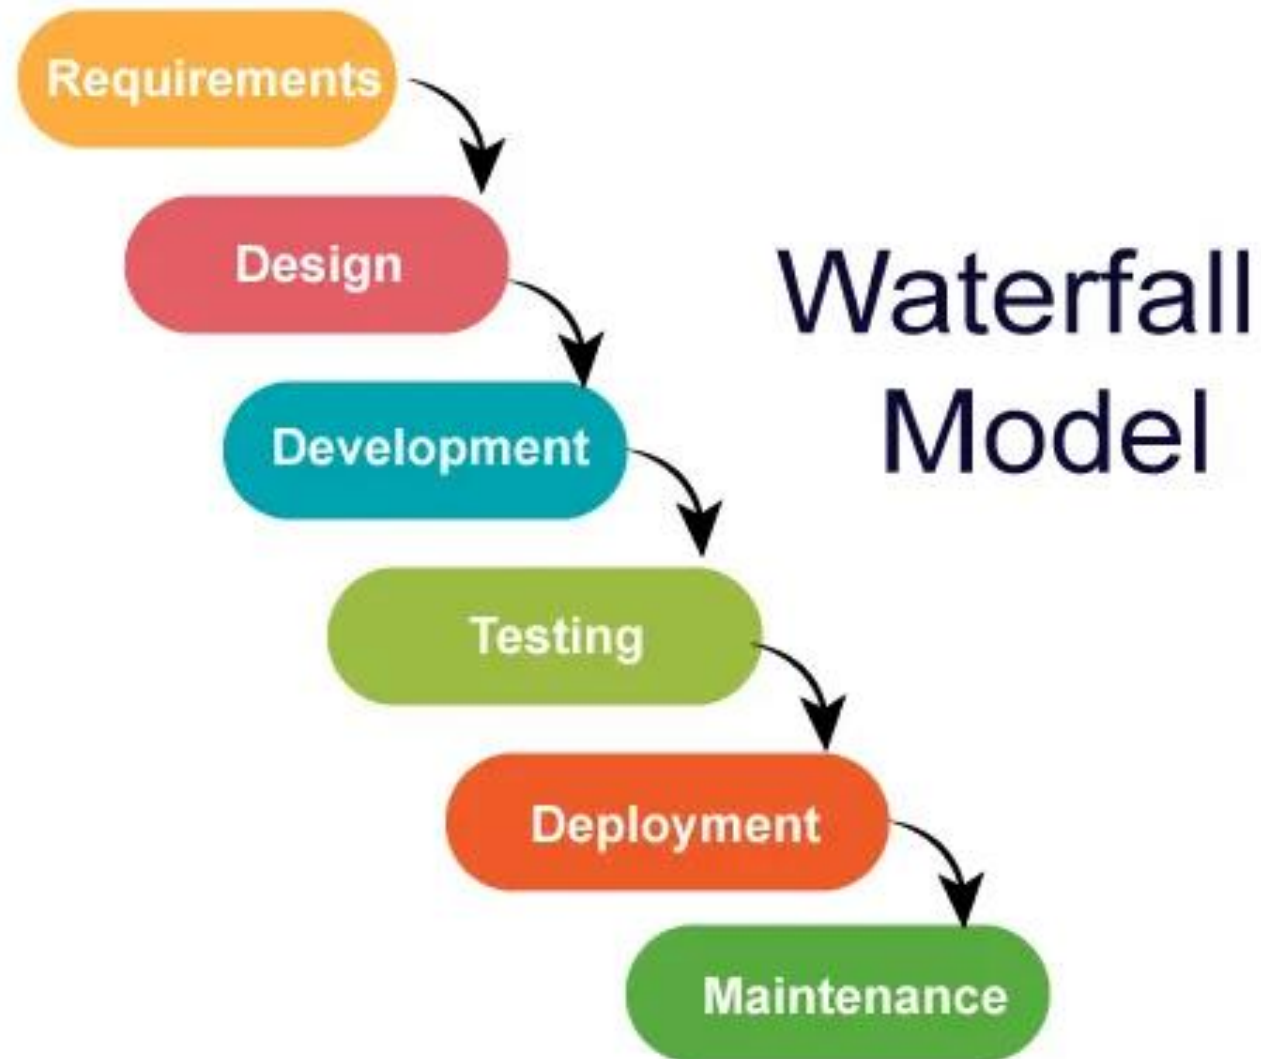 Requirements
Design
Waterfall
Model
Development
Testing
Deployment
Maintenance